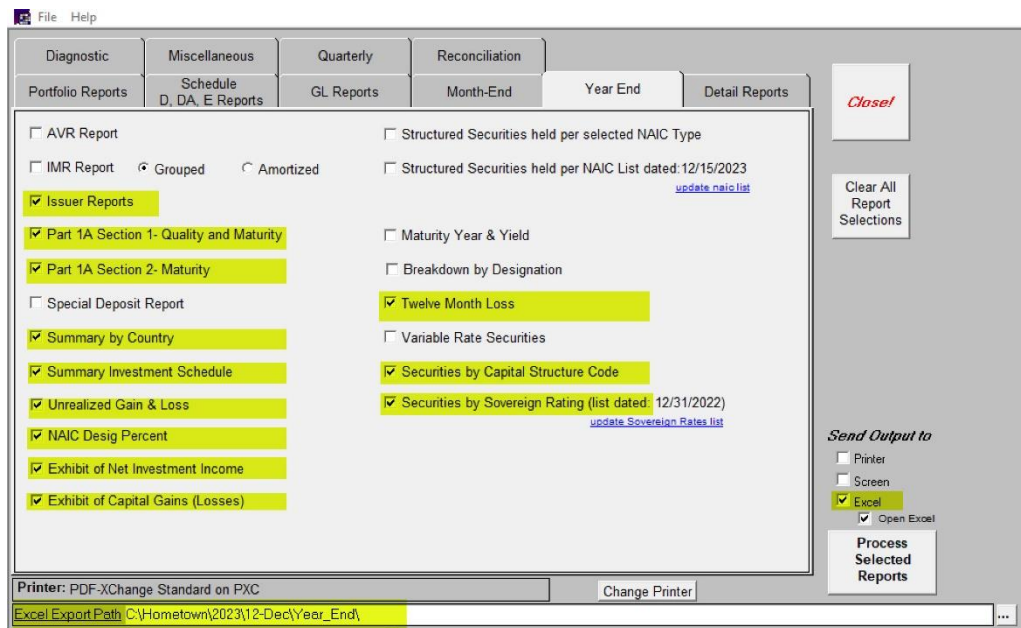 File Help
Diagnostic Miscellaneous Quarterly Reconciliation
Portfolio Reports Schedule D, DA, E Reports GL Reports Month-End Year End Detail Reports
Close!
AVR Report
Structured Securities held per selected NAIC Type
IMR Report Grouped Amortized
Structured Securities held per NAIC List dated:12/15/2023
update naic list
Clear All
Report
Selections
Issuer Reports
Part 1A Section 1- Quality and Maturity
Maturity Year & Yield
Part 1A Section 2- Maturity
Breakdown by Designation
Special Deposit Report
Twelve Month Loss
Summary by Country
Variable Rate Securities
Summary Investment Schedule
Securities by Capital Structure Code
Unrealized Gain & Loss
Securities by Sovereign Rating (list dated: 12/31/2022)
update Sovereign Rates list
NAIC Desig Percent
Exhibit of Net Investment Income
Exhibit of Capital Gains (Losses)
Send Output to
Printer
Screen
Excel
Open Excel
Process
Selected
Reports
Printer: PDF-XChange Standard on PXC
Change Printer
Excel Export Path C:\Hometown\2023\12-Dec\Year_End\
...